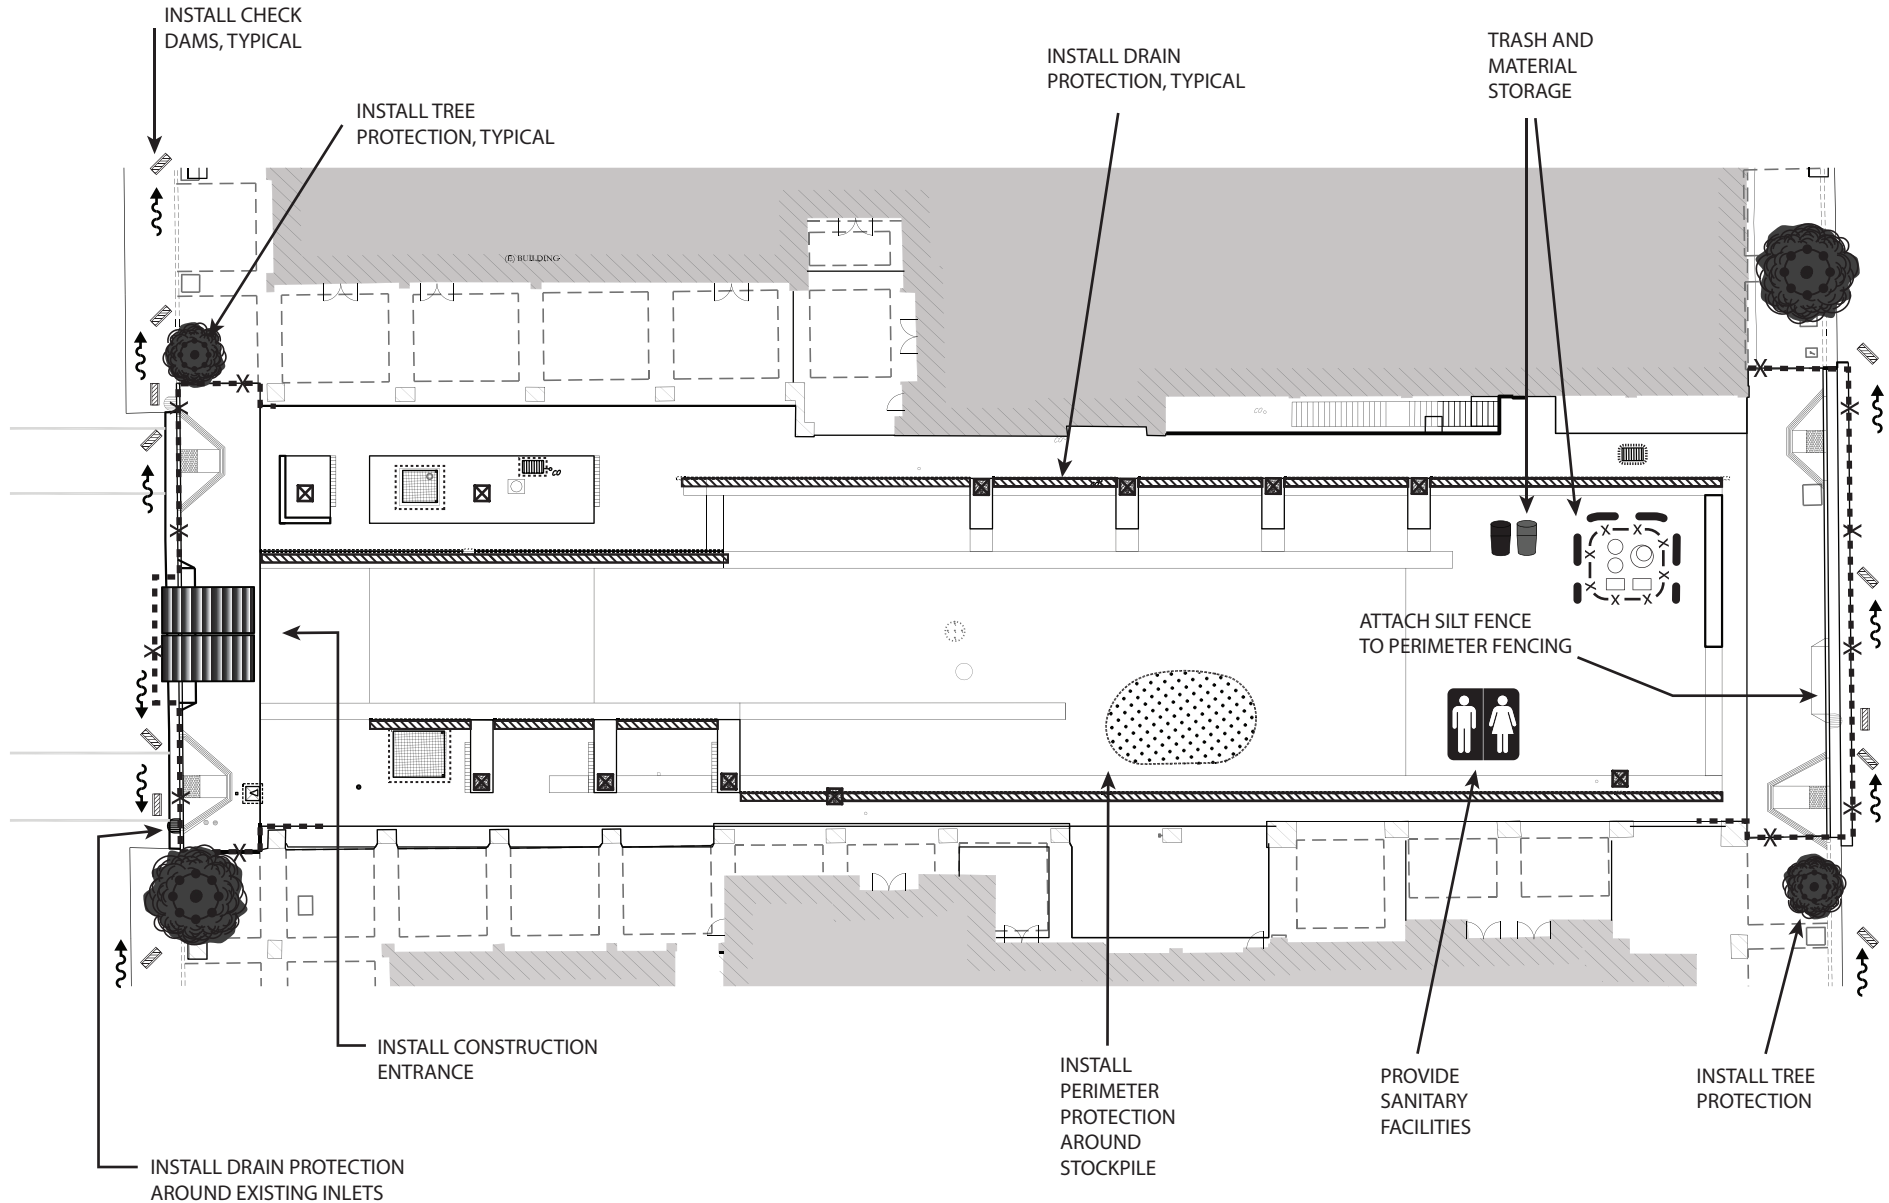 INSTALL CHECK
DAMS, TYPICAL
INSTALL TREE
PROTECTION, TYPICAL
INSTALL DRAIN
PROTECTION, TYPICAL
TRASH AND
MATERIAL
STORAGE
(E) BUILDING
CO
CO
ATTACH SILT FENCE
TO PERIMETER FENCING
INSTALL CONSTRUCTION
ENTRANCE
INSTALL
PERIMETER
PROTECTION
AROUND
STOCKPILE
PROVIDE
SANITARY
FACILITIES
INSTALL TREE
PROTECTION
INSTALL DRAIN PROTECTION
AROUND EXISTING INLETS